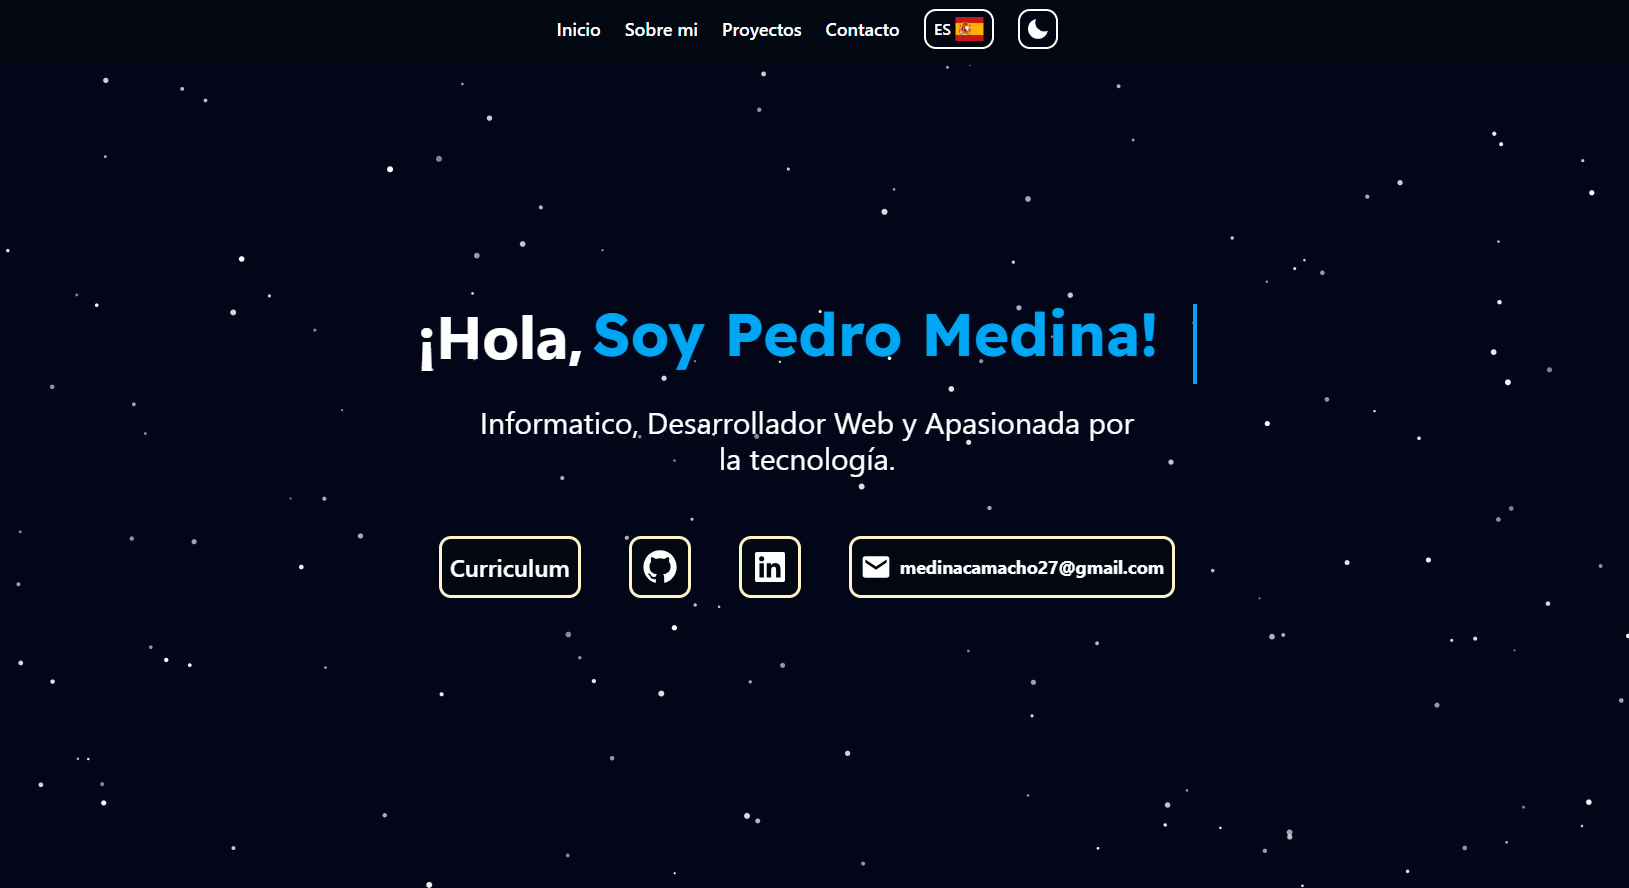 Inicio Sobre mi Proyectos Contacto ES
¡Hola, Soy Pedro Medina!
Informatico, Desarrollador Web y Apasionada por
la tecnología.
Curriculum in medinacamacho27@gmail.com